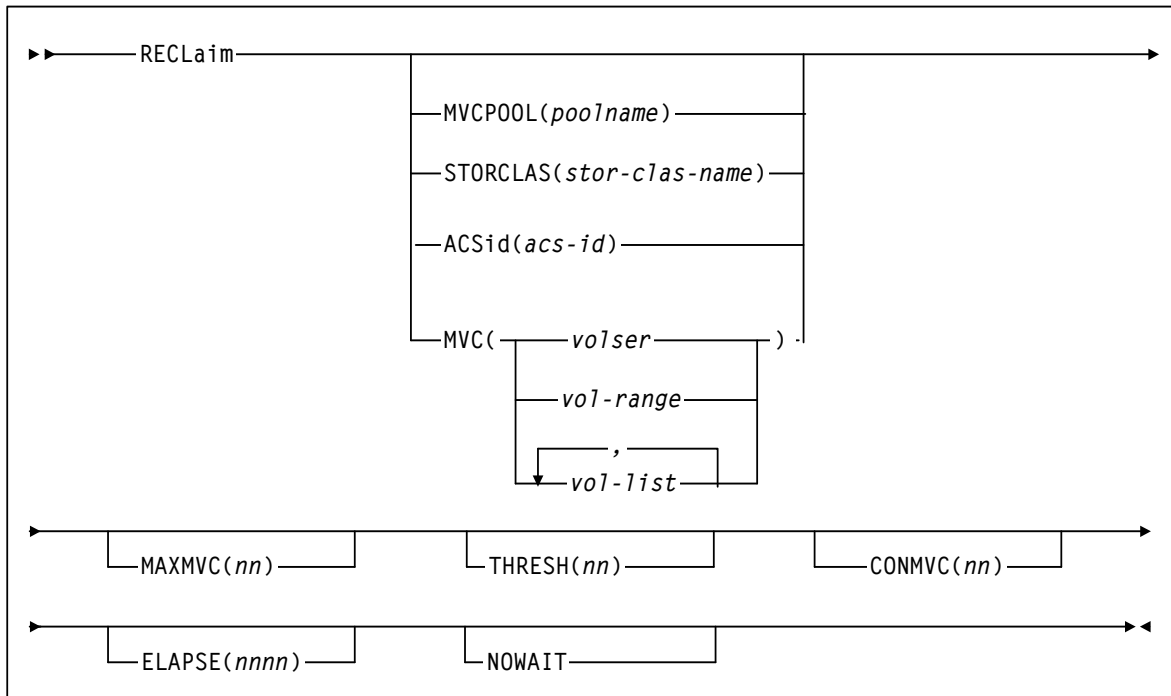 RECLaim
MVCPOOL(poolname)
STORCLAS(stor-clas-name)
ACSid(acs-id)
MVC( volser )
vol-range
,
vol-list
MAXMVC(nn) THRESH(nn) CONMVC(nn)
ELAPSE(nnnn) NOWAIT